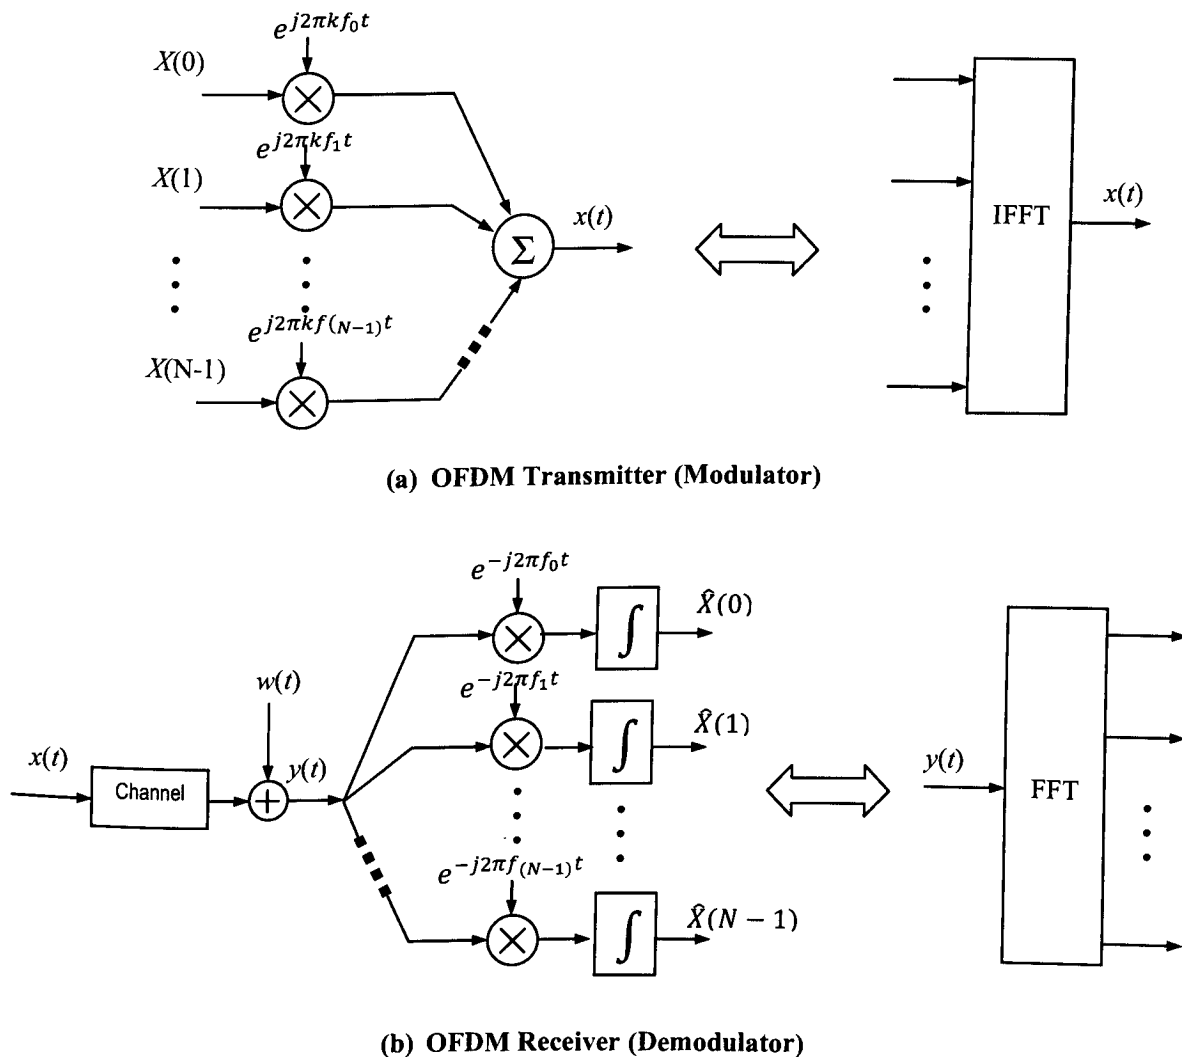 e^{j2πkf_0t}
X(0)
e^{j2πkf_1t}
X(1)
x(t)
Σ
IFFT
x(t)
e^{j2πkf_{(N−1)}t}
X(N-1)
(a) OFDM Transmitter (Modulator)
e^{−j2πf_0t}
∫
X̂(0)
w(t)
e^{−j2πf_1t}
∫
X̂(1)
x(t)
Channel
y(t)
y(t)
FFT
e^{−j2πf_{(N−1)}t}
∫
X̂(N − 1)
(b) OFDM Receiver (Demodulator)